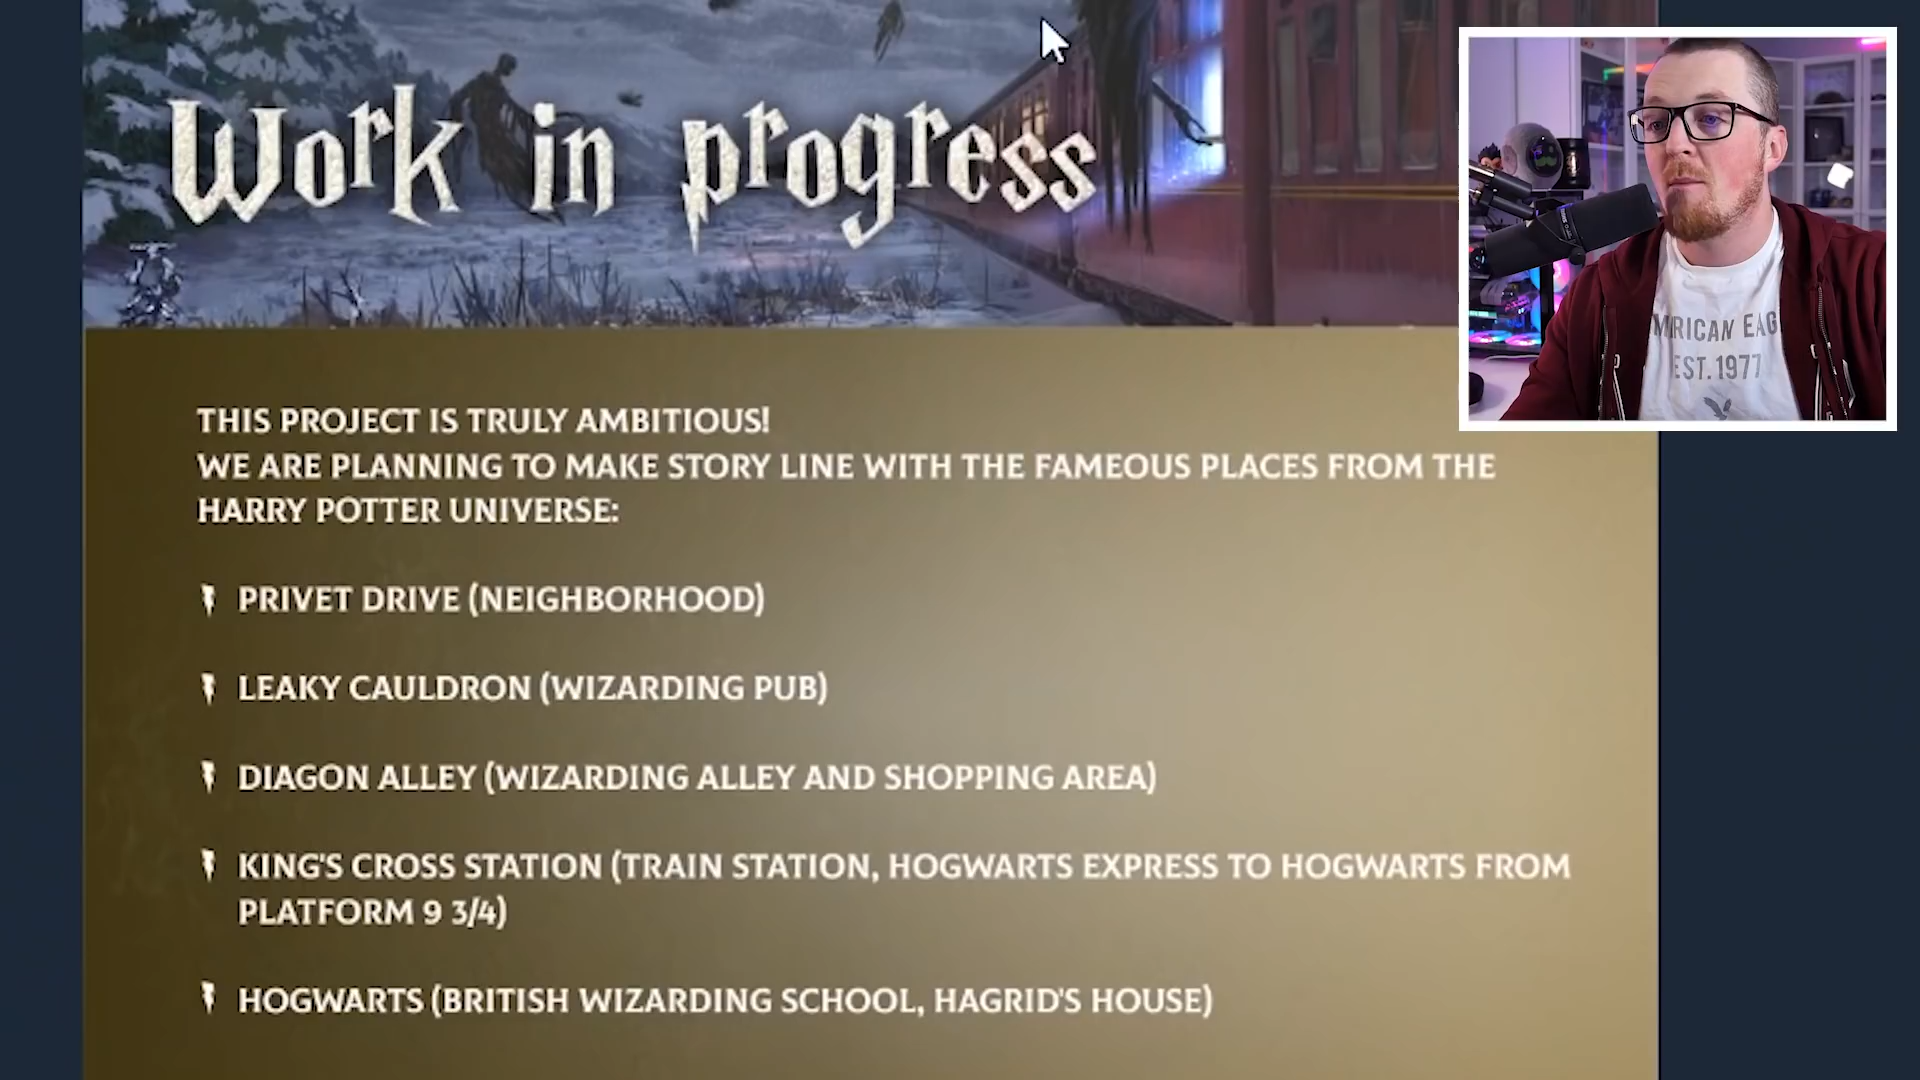 Work in progress
THIS PROJECT IS TRULY AMBITIOUS!
WE ARE PLANNING TO MAKE STORY LINE WITH THE FAMEOUS PLACES FROM THE
HARRY POTTER UNIVERSE:
PRIVET DRIVE (NEIGHBORHOOD)
LEAKY CAULDRON (WIZARDING PUB)
DIAGON ALLEY (WIZARDING ALLEY AND SHOPPING AREA)
KING'S CROSS STATION (TRAIN STATION, HOGWARTS EXPRESS TO HOGWARTS FROM
PLATFORM 9 3/4)
HOGWARTS (BRITISH WIZARDING SCHOOL, HAGRID'S HOUSE)
MRICAN EAG
EST. 1977